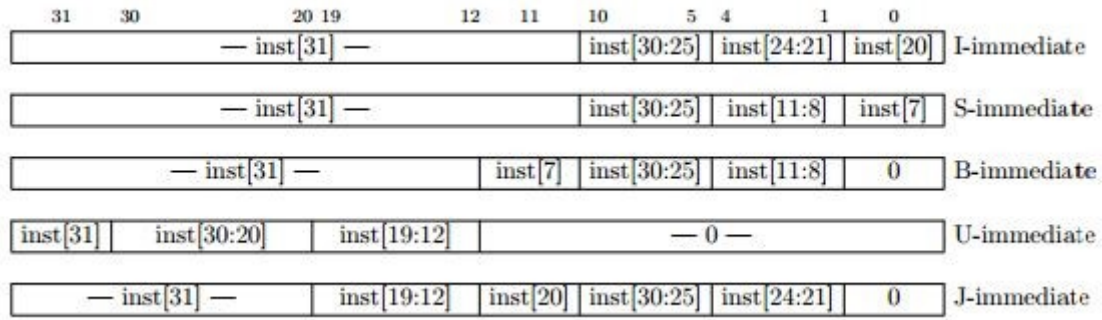 31 30 20 19 12 11 10 5 4 1 0
— inst[31] — inst[30:25] inst[24:21] inst[20] I-immediate
— inst[31] — inst[30:25] inst[11:8] inst[7] S-immediate
— inst[31] — inst[7] inst[30:25] inst[11:8] 0 B-immediate
inst[31] inst[30:20] inst[19:12] — 0 — U-immediate
— inst[31] — inst[19:12] inst[20] inst[30:25] inst[24:21] 0 J-immediate